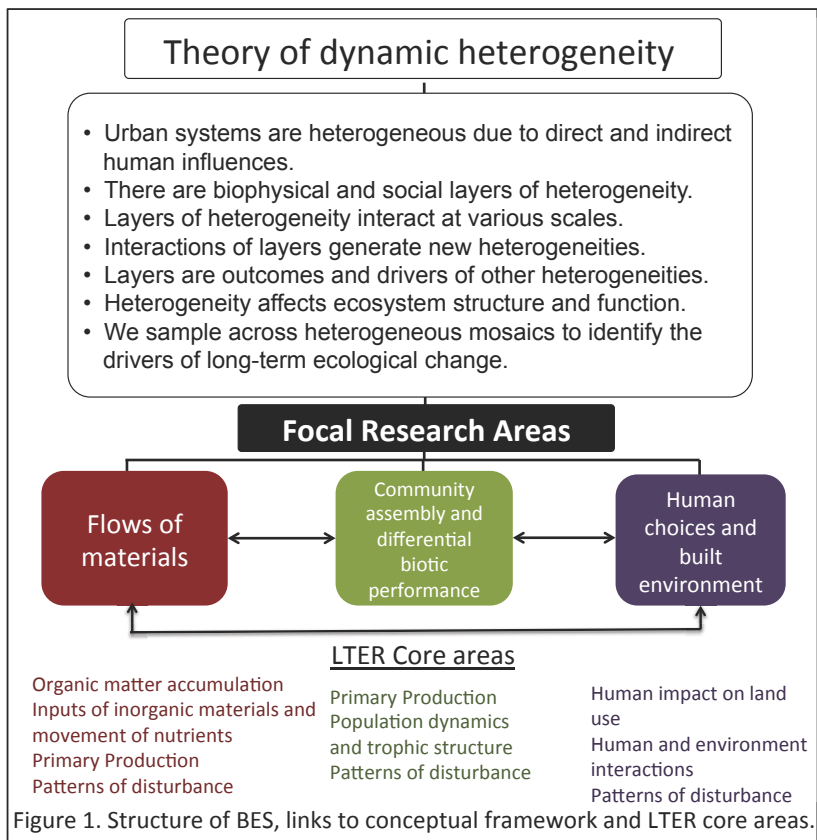 Theory of dynamic heterogeneity
• Urban systems are heterogeneous due to direct and indirect
human influences.
• There are biophysical and social layers of heterogeneity.
• Layers of heterogeneity interact at various scales.
• Interactions of layers generate new heterogeneities.
• Layers are outcomes and drivers of other heterogeneities.
• Heterogeneity affects ecosystem structure and function.
• We sample across heterogeneous mosaics to identify the
drivers of long-term ecological change.
Focal Research Areas
Flows of
materials
Community
assembly and
differential
biotic
performance
Human
choices and
built
environment
LTER Core areas
Organic matter accumulation
Inputs of inorganic materials and
movement of nutrients
Primary Production
Patterns of disturbance
Primary Production
Population dynamics
and trophic structure
Patterns of disturbance
Human impact on land
use
Human and environment
interactions
Patterns of disturbance
Figure 1. Structure of BES, links to conceptual framework and LTER core areas.